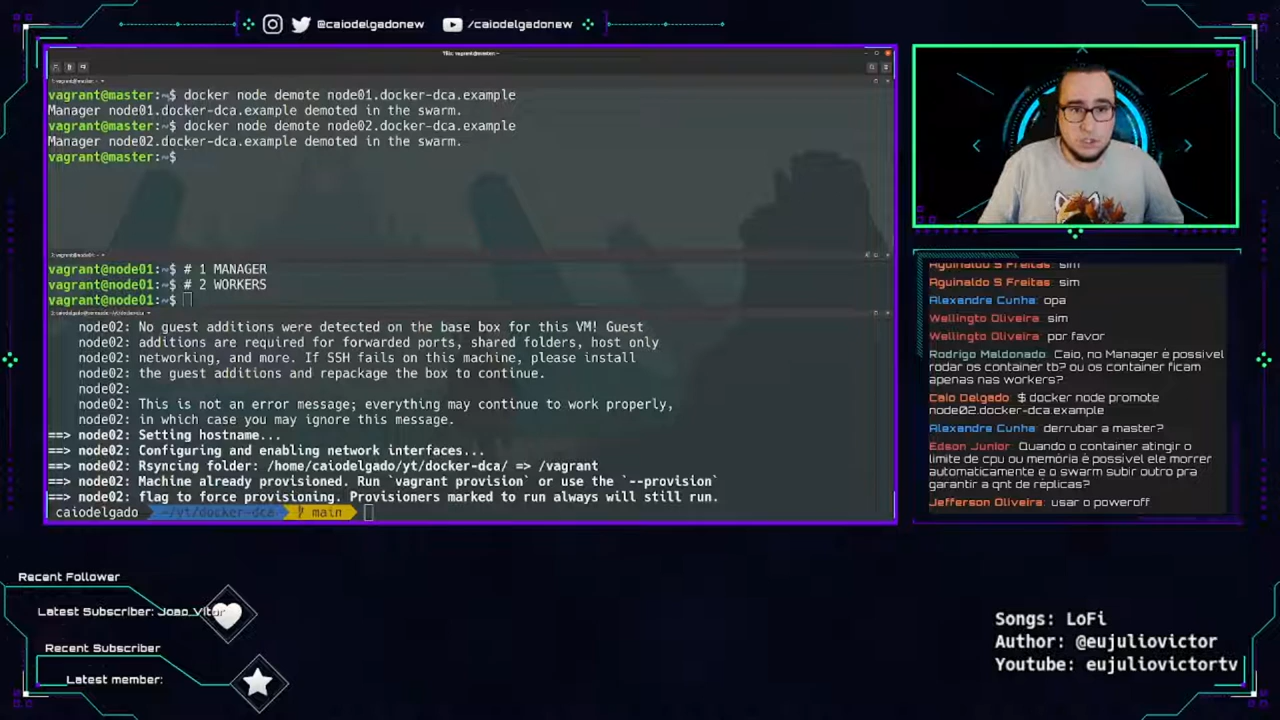 @caiodelgadonew
/caiodelgadonew
vagrant@master:~$ docker node demote node01.docker-dca.example
Manager node01.docker-dca.example demoted in the swarm.
vagrant@master:~$ docker node demote node02.docker-dca.example
Manager node02.docker-dca.example demoted in the swarm.
vagrant@master:~$
vagrant@node01:~$ # 1 MANAGER
vagrant@node01:~$ # 2 WORKERS
vagrant@node01:~$
node02: No guest additions were detected on the base box for this VM! Guest
node02: additions are required for forwarded ports, shared folders, host only
node02: networking, and more. If SSH fails on this machine, please install
node02: the guest additions and repackage the box to continue.
node02:
node02: This is not an error message; everything may continue to work properly,
node02: in which case you may ignore this message.
==> node02: Setting hostname...
==> node02: Configuring and enabling network interfaces...
==> node02: Rsyncing folder: /home/caiodelgado/yt/docker-dca/ => /vagrant
==> node02: Machine already provisioned. Run `vagrant provision` or use the `--provision`
==> node02: flag to force provisioning. Provisioners marked to run always will still run.
caiodelgado ~/yt/docker-dca main
Aguinaldo S Freitas: sim
Aguinaldo S Freitas: sim
Alexandre Cunha: opa
Wellingto Oliveira: sim
Wellingto Oliveira: por favor
Rodrigo Maldonado: Caio, no Manager é possivel
rodar os container tb? ou os container ficam
apenas nas workers?
Caio Delgado: $ docker node promote
node02.docker-dca.example
Alexandre Cunha: derrubar a master?
Edson Junior: Quando o container atingir o
limite de cpu ou memória é possivel ele morrer
automaticamente e o swarm subir outro pra
garantir a qnt de réplicas?
Jefferson Oliveira: usar o poweroff
Recent Follower
Latest Subscriber: Joao Vitor
Recent Subscriber
Latest member:
Songs: LoFi
Author: @eujuliovictor
Youtube: eujuliovictortv